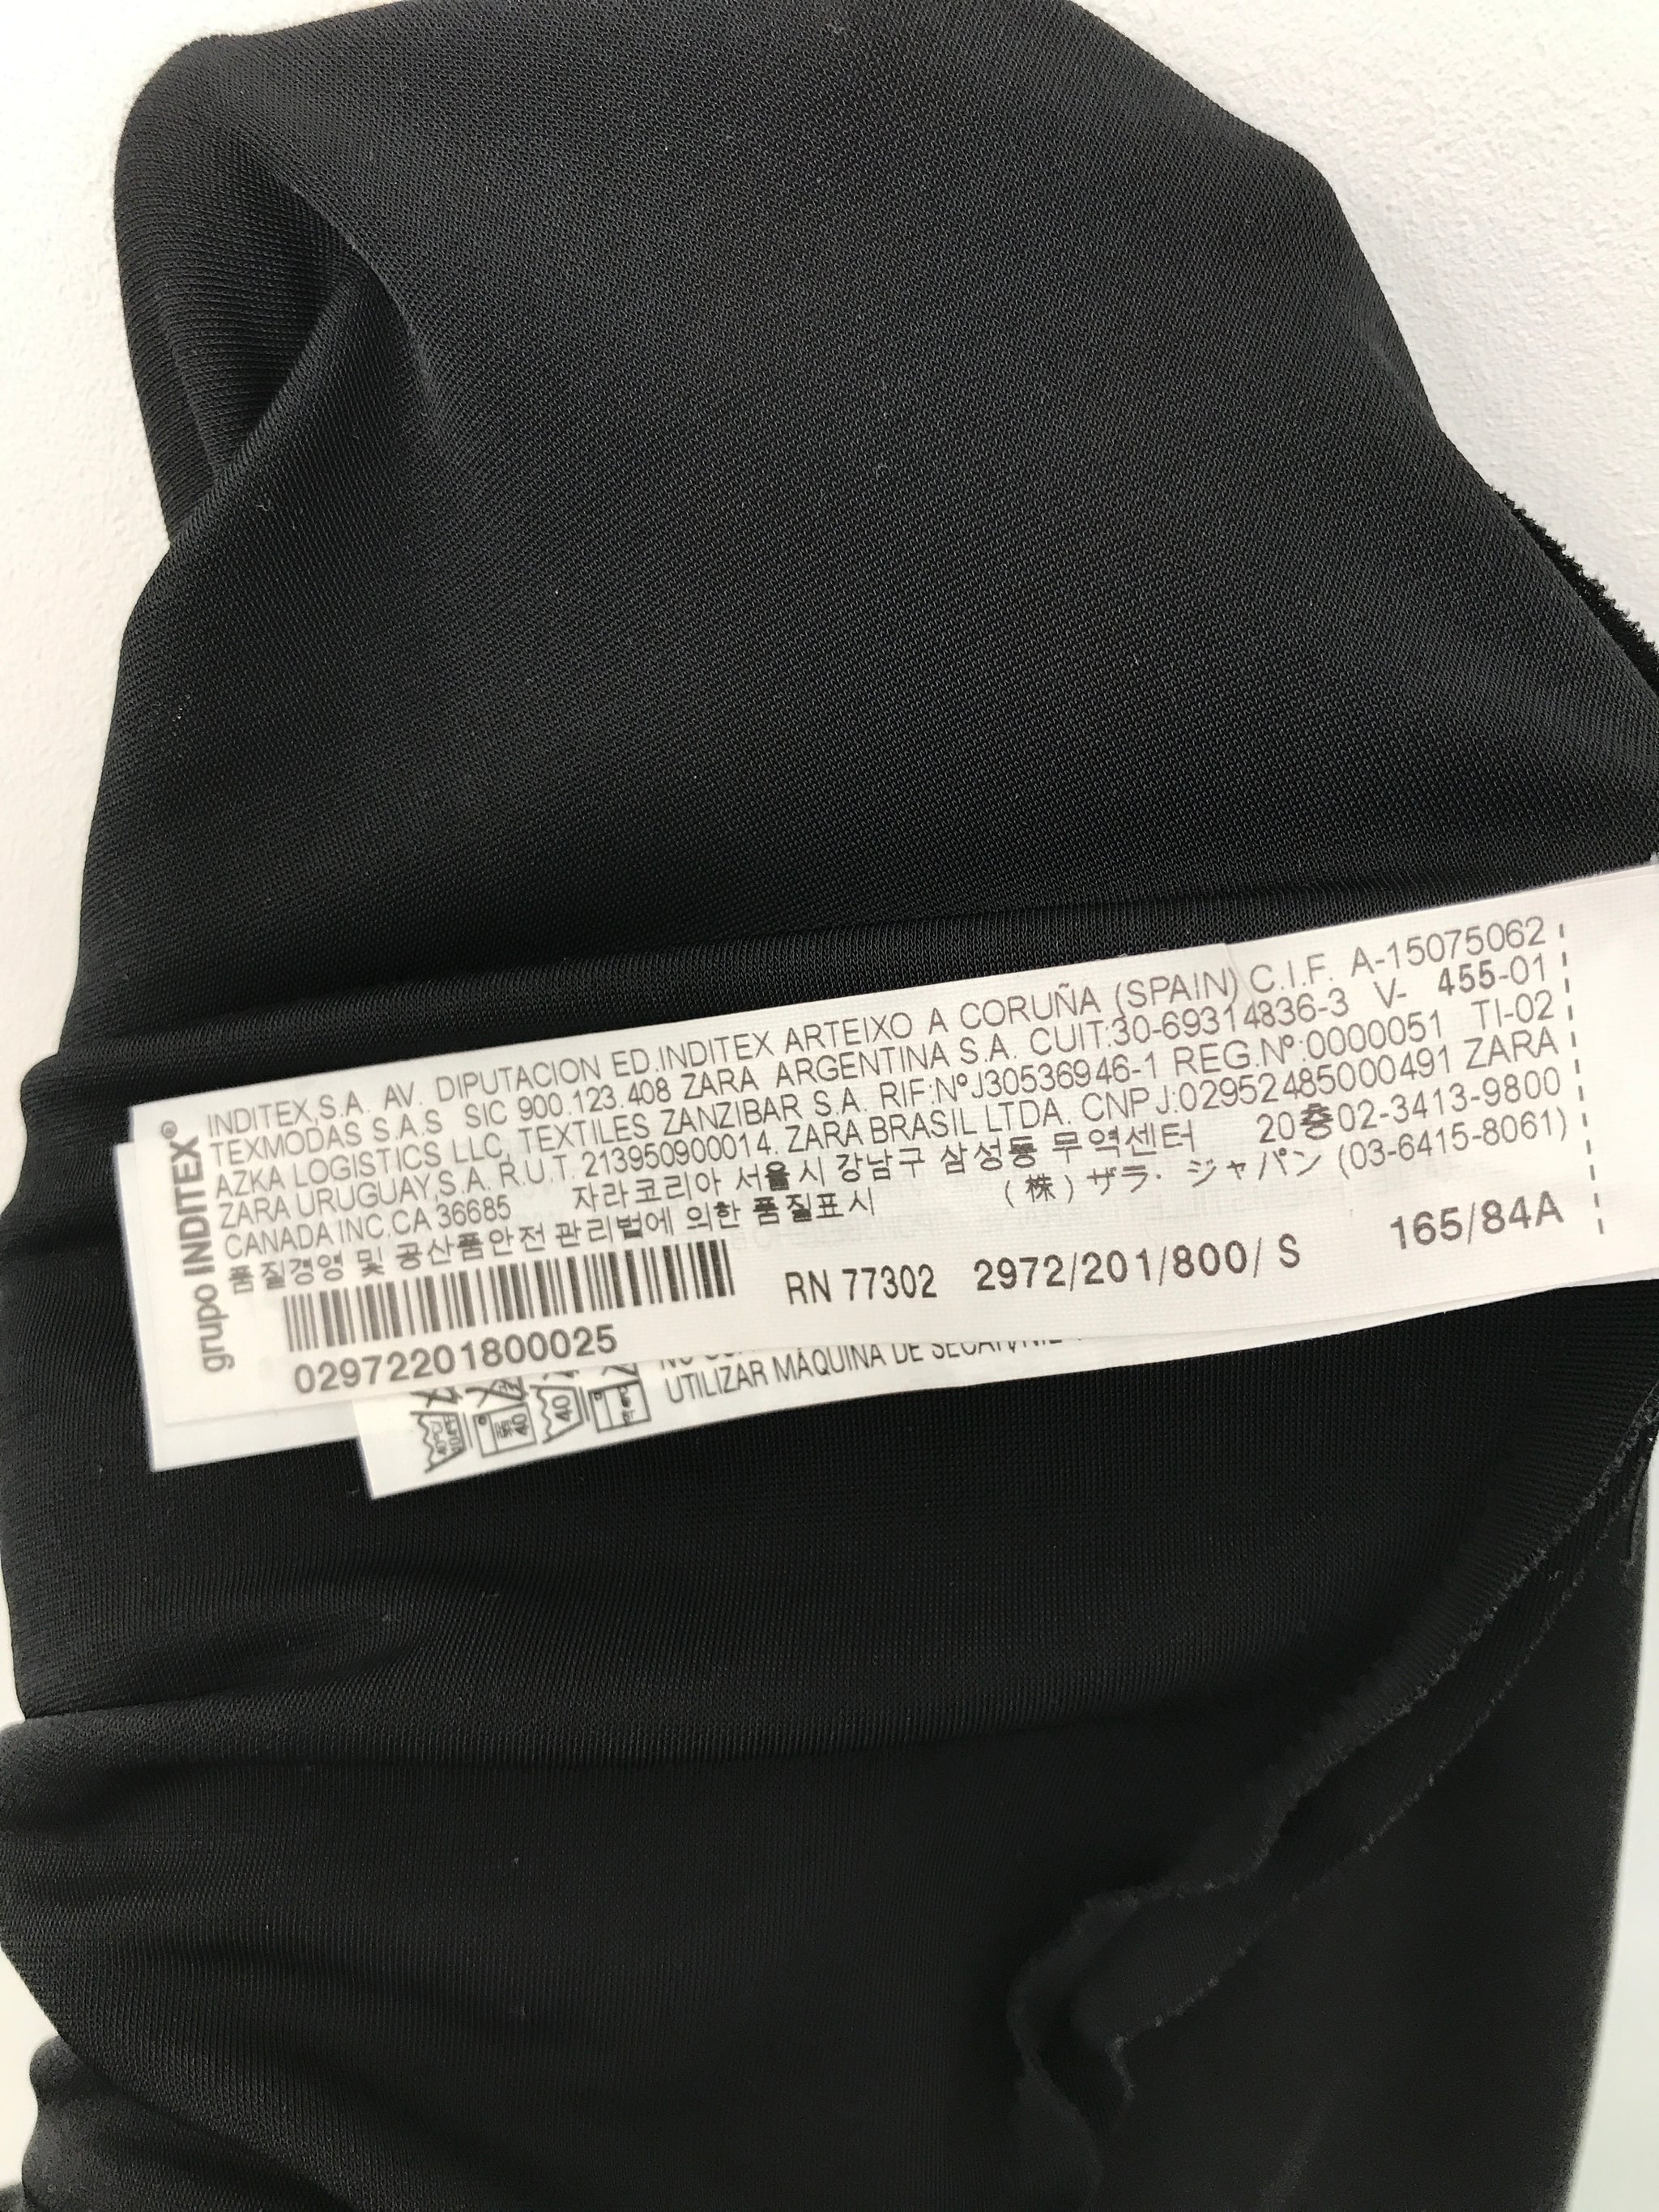 grupo INDITEX®
INDITEX,S.A. AV. DIPUTACION ED.INDITEX ARTEIXO A CORUÑA (SPAIN) C.I.F. A-15075062
TEXMODAS S.A.S SIC 900.123.408 ZARA ARGENTINA S.A. CUIT:30-69314836-3 V- 455-01
AZKA LOGISTICS LLC, TEXTILES ZANZIBAR S.A. RIF:NºJ30536946-1 REG.Nº:0000051 TI-02
ZARA URUGUAY,S.A. R.U.T. 213950900014. ZARA BRASIL LTDA. CNPJ:02952485000491 ZARA
CANADA INC.CA 36685 자라코리아 서울시 강남구 삼성동 무역센터 20층02-3413-9800
품질경영 및 공산품안전 관리법에 의한 품질표시 (株) ザラ・ジャパン (03-6415-8061)
RN 77302 2972/201/800/ S 165/84A
02972201800025
UTILIZAR MÁQUINA DE
40
40